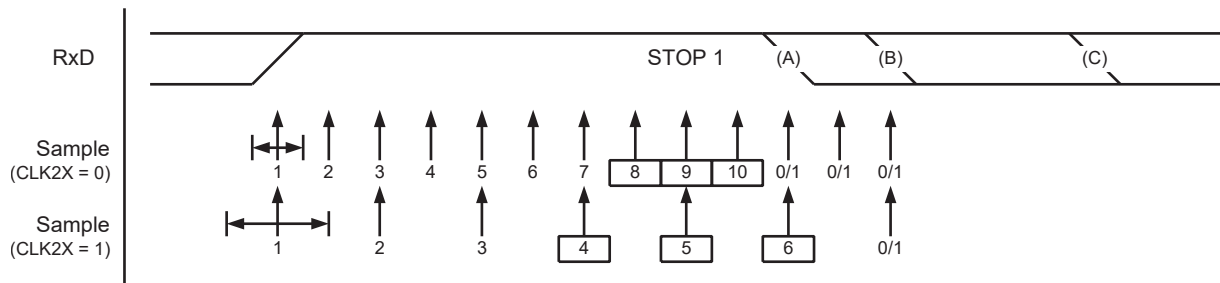 RxD STOP 1 (A) (B) (C)
Sample
(CLK2X = 0)
1 2 3 4 5 6 7 8 9 10 0/1 0/1 0/1
Sample
(CLK2X = 1)
1 2 3 4 5 6 0/1